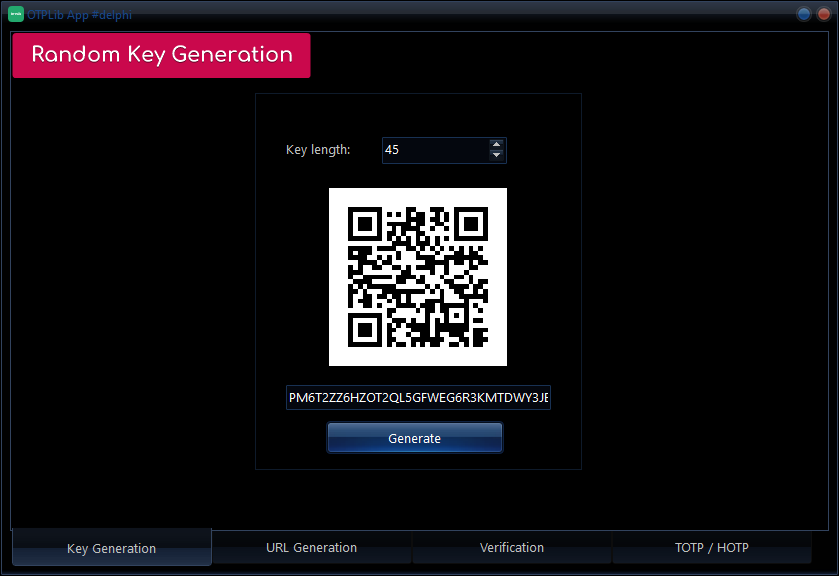 OTPLib App #delphi
Random Key Generation
Key length: 45
PM6T2ZZ6HZOT2QL5GFWEG6R3KMTDWY3JE
Generate
Key Generation URL Generation Verification TOTP / HOTP